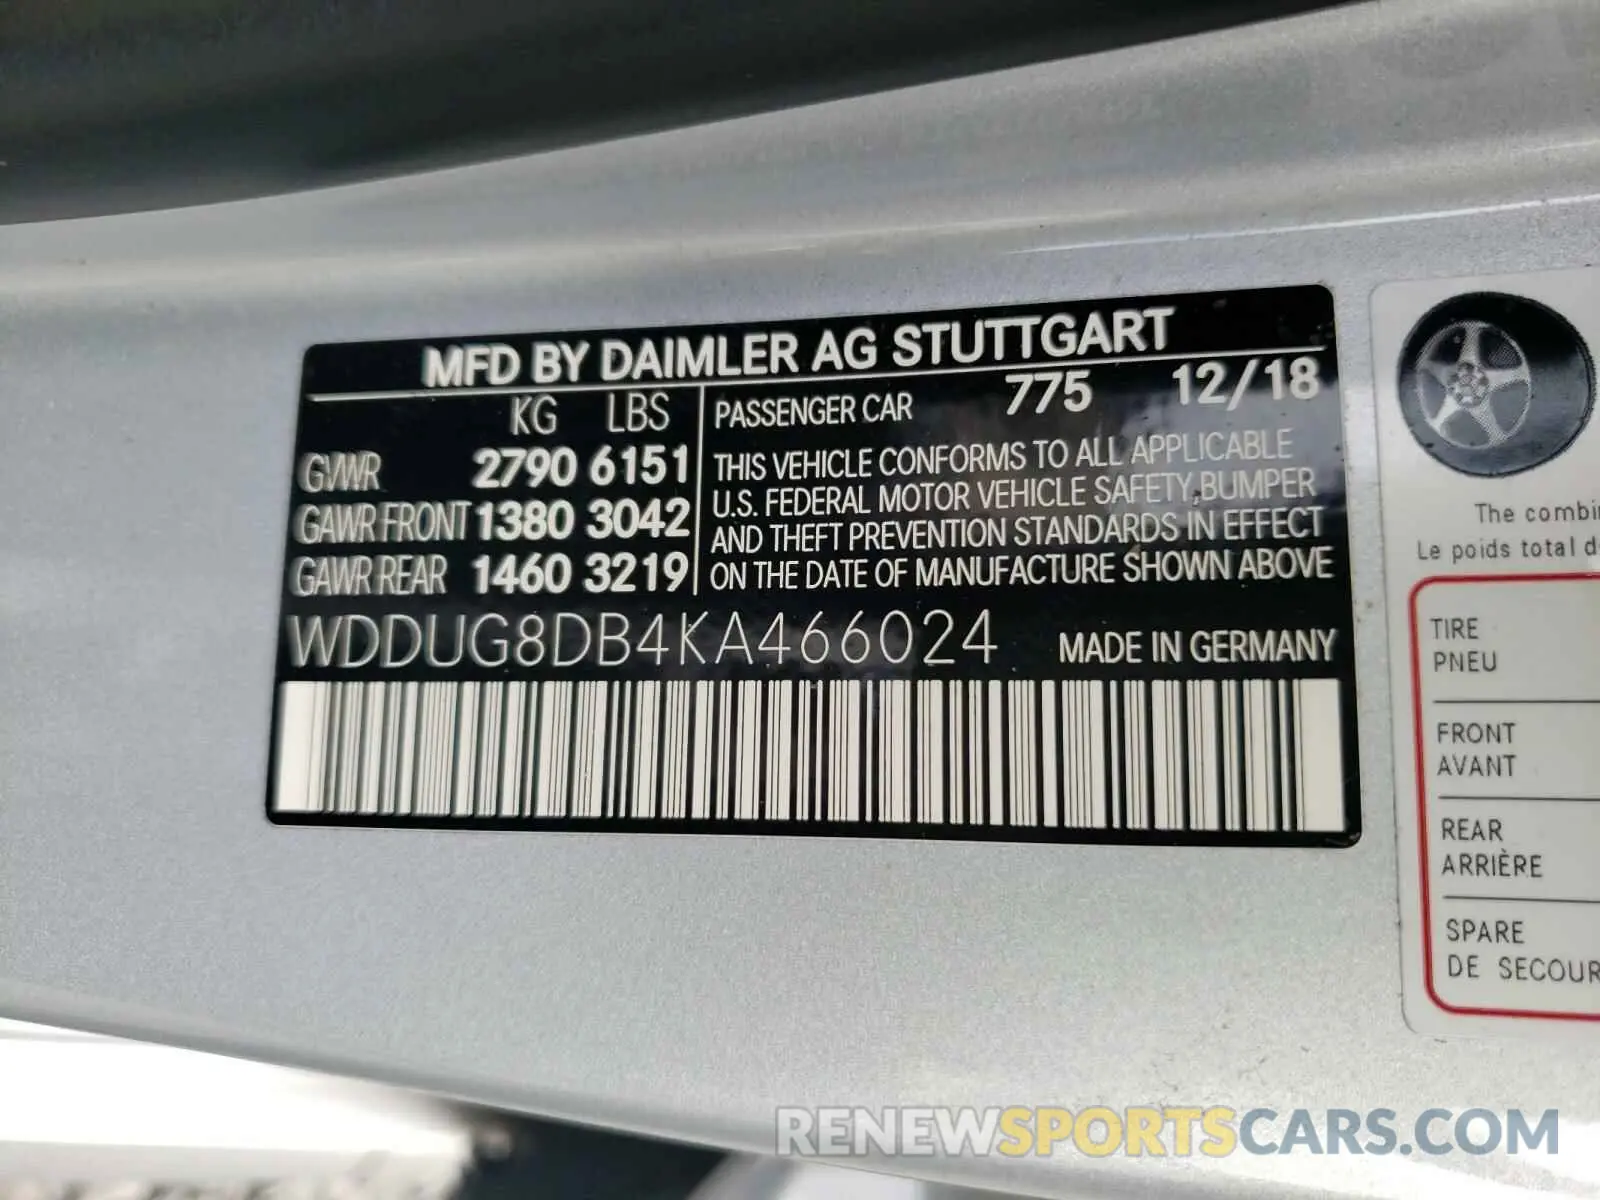 MFD BY DAIMLER AG STUTTGART
KG LBS
GVWR 2790 6151
GAWR FRONT 1380 3042
GAWR REAR 1460 3219
PASSENGER CAR 775 12/18
THIS VEHICLE CONFORMS TO ALL APPLICABLE
U.S. FEDERAL MOTOR VEHICLE SAFETY,BUMPER
AND THEFT PREVENTION STANDARDS IN EFFECT
ON THE DATE OF MANUFACTURE SHOWN ABOVE
WDDUG8DB4KA466024 MADE IN GERMANY
The combi
Le poids total d
TIRE
PNEU
FRONT
AVANT
REAR
ARRIÈRE
SPARE
DE SECOUR
RENEWSPORTSCARS.COM